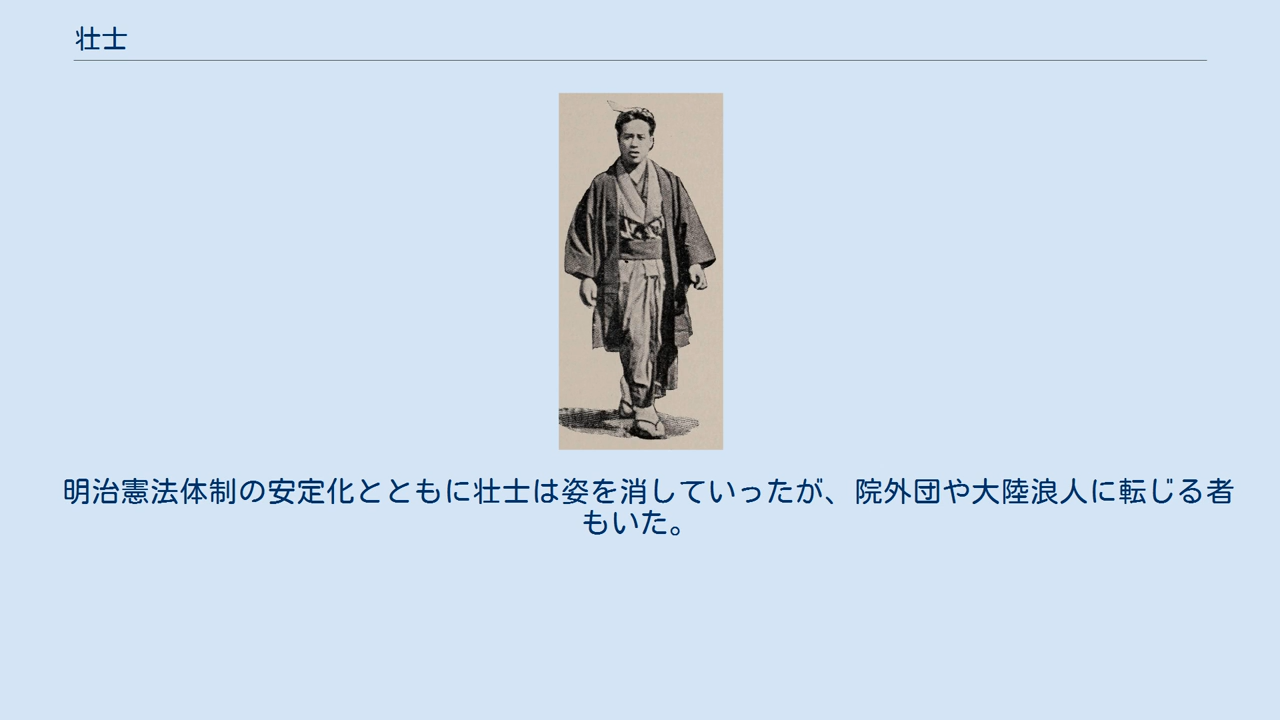 壮士
明治憲法体制の安定化とともに壮士は姿を消していったが、院外団や大陸浪人に転じる者
もいた。